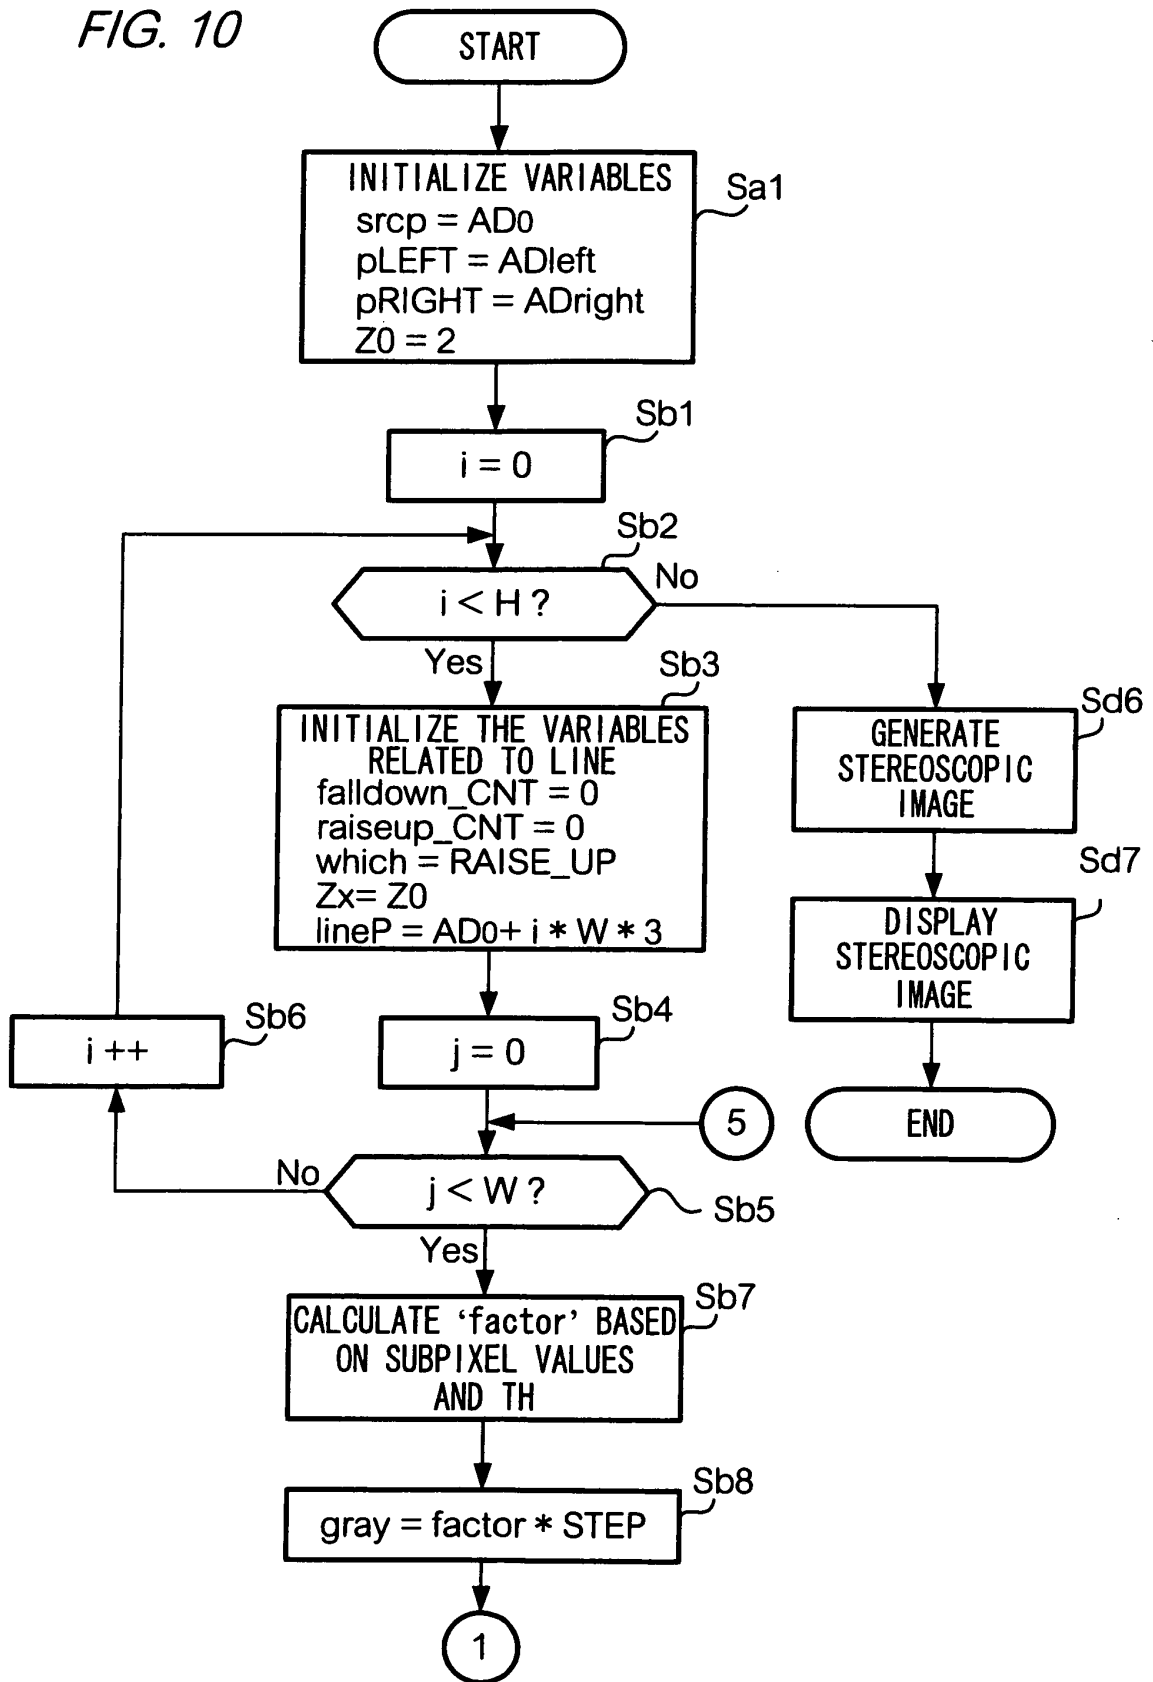 FIG. 10
START
INITIALIZE VARIABLES
srcp = AD0
pLEFT = ADleft
pRIGHT = ADright
Z0 = 2
Sa1
Sb1
i = 0
Sb2
i < H ?
No
Yes
Sb3
INITIALIZE THE VARIABLES
RELATED TO LINE
falldown_CNT = 0
raiseup_CNT = 0
which = RAISE_UP
Zx= Z0
lineP = AD0+ i * W * 3
Sd6
GENERATE
STEREOSCOPIC
IMAGE
Sd7
DISPLAY
STEREOSCOPIC
IMAGE
END
Sb6
i ++
Sb4
j = 0
5
No
j < W ?
Sb5
Yes
Sb7
CALCULATE ‘factor’ BASED
ON SUBPIXEL VALUES
AND TH
Sb8
gray = factor * STEP
1